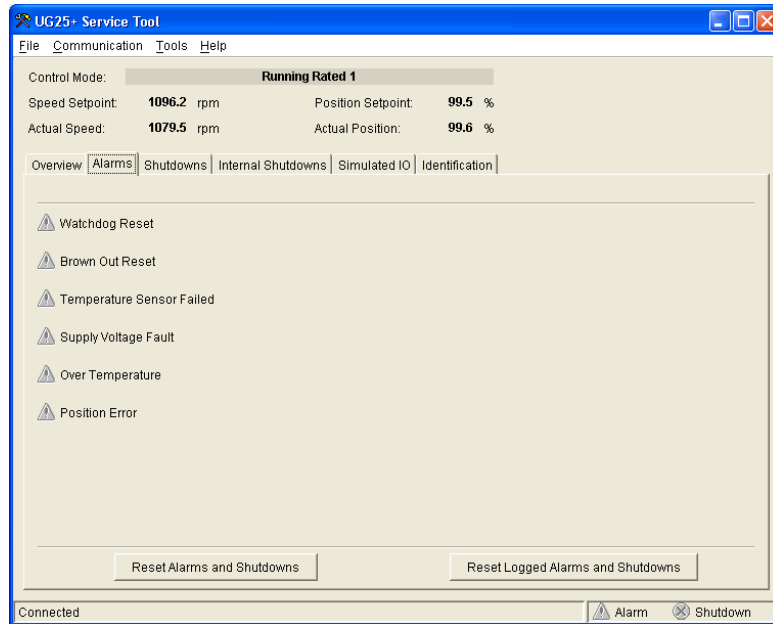 UG25+ Service Tool
File Communication Tools Help
Control Mode: Running Rated 1
Speed Setpoint: 1096.2 rpm Position Setpoint: 99.5 %
Actual Speed: 1079.5 rpm Actual Position: 99.6 %
Overview Alarms Shutdowns Internal Shutdowns Simulated IO Identification
Watchdog Reset
Brown Out Reset
Temperature Sensor Failed
Supply Voltage Fault
Over Temperature
Position Error
Reset Alarms and Shutdowns Reset Logged Alarms and Shutdowns
Connected Alarm Shutdown